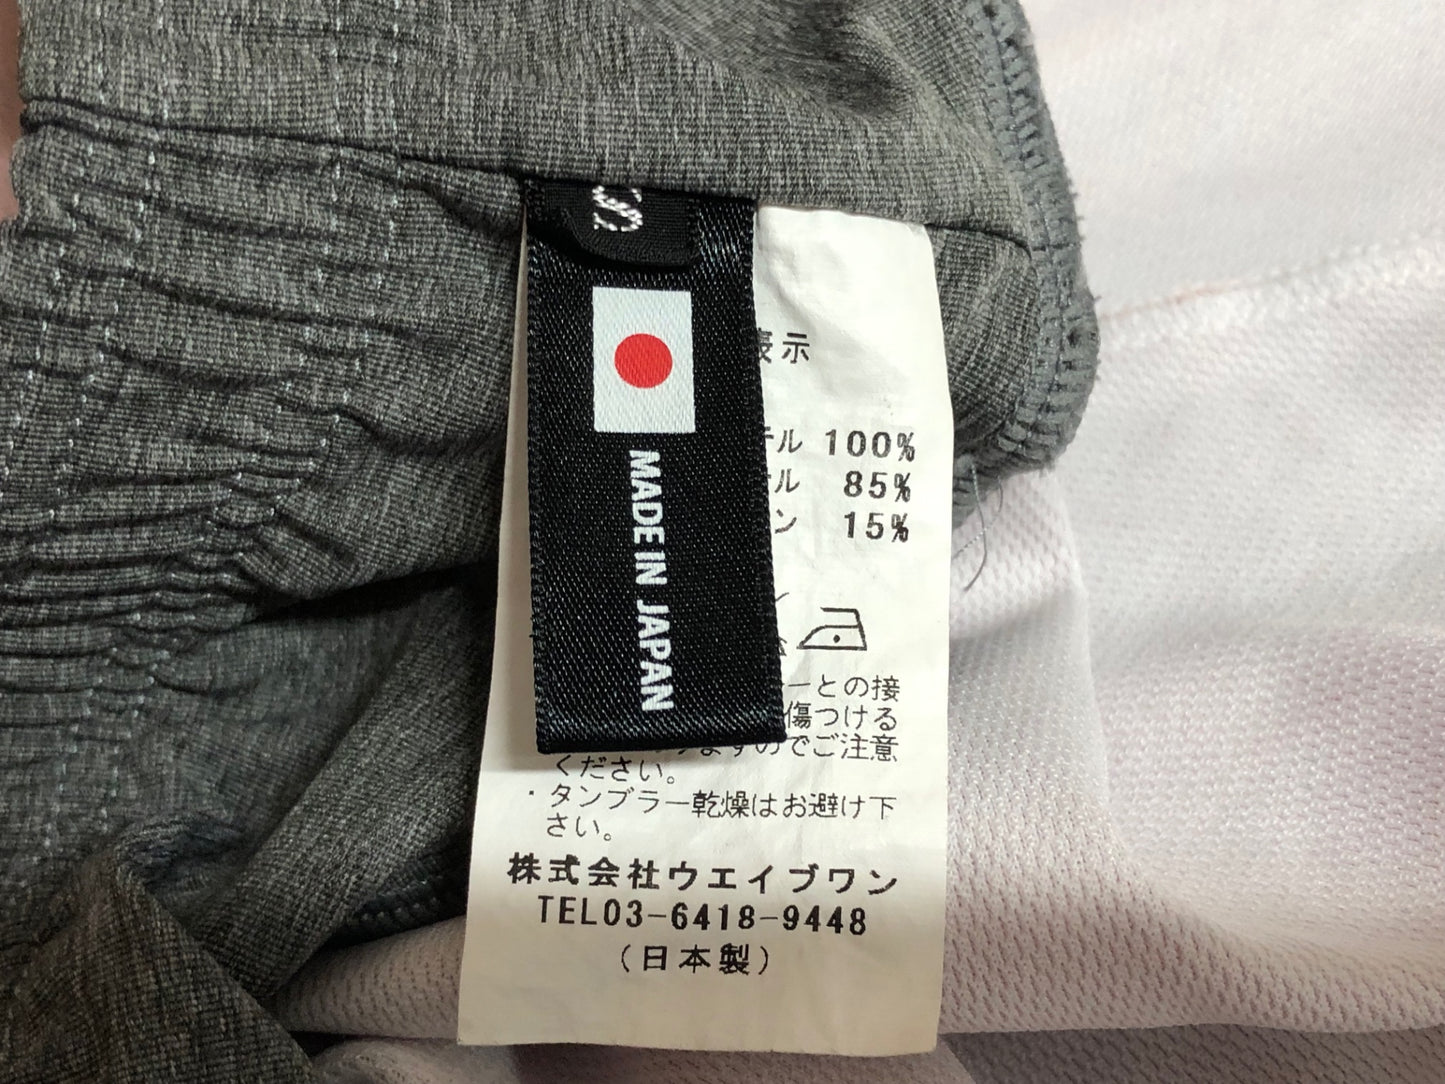 S
MADE IN JAPAN
表示
テル 100%
ル 85%
ン 15%
ーとの接
傷つける
ますのでご注意
ください。
・タンブラー乾燥はお避け下
さい。
株式会社ウエイブワン
TEL03-6418-9448
(日本製)